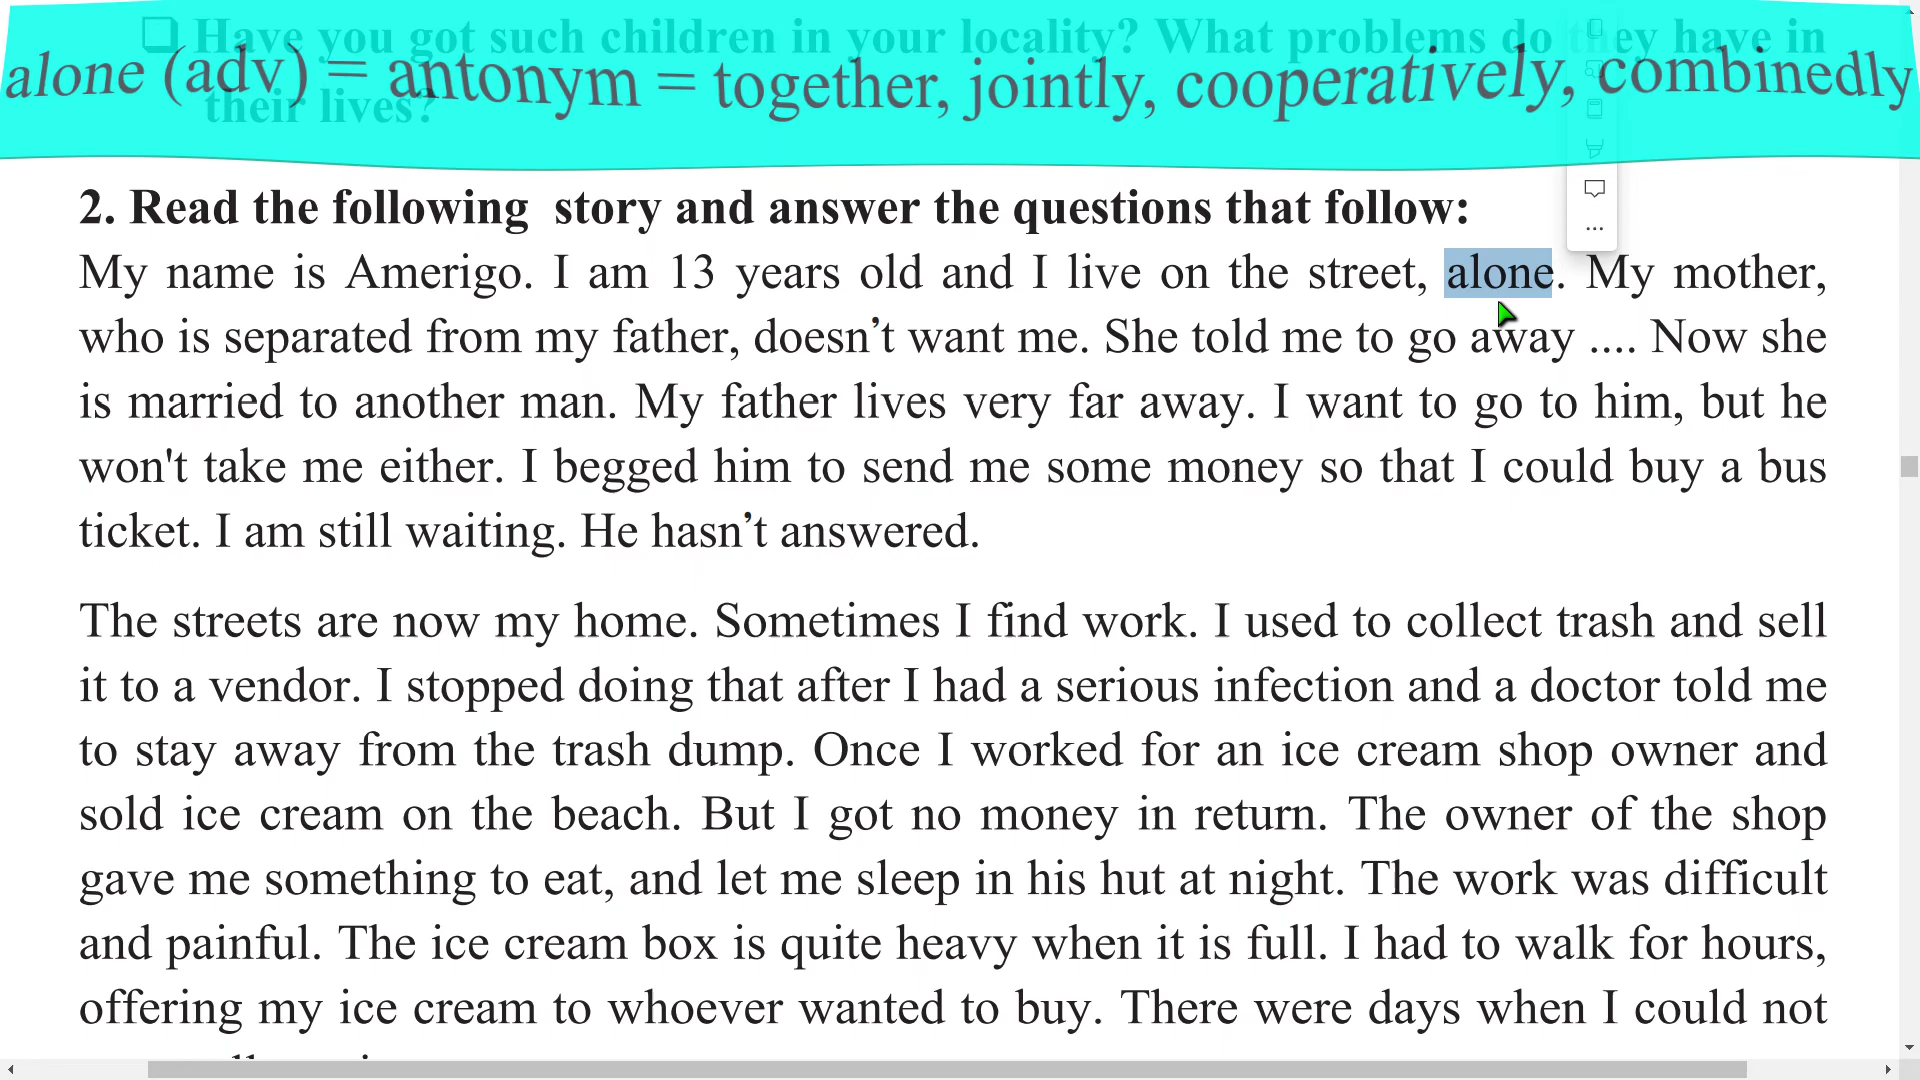 ❑ Have you got such children in your locality? What problems do they have in
their lives?
alone (adv) = antonym = together, jointly, cooperatively, combinedly
2. Read the following story and answer the questions that follow:
My name is Amerigo. I am 13 years old and I live on the street, alone. My mother,
who is separated from my father, doesn’t want me. She told me to go away .... Now she
is married to another man. My father lives very far away. I want to go to him, but he
won't take me either. I begged him to send me some money so that I could buy a bus
ticket. I am still waiting. He hasn’t answered.
The streets are now my home. Sometimes I find work. I used to collect trash and sell
it to a vendor. I stopped doing that after I had a serious infection and a doctor told me
to stay away from the trash dump. Once I worked for an ice cream shop owner and
sold ice cream on the beach. But I got no money in return. The owner of the shop
gave me something to eat, and let me sleep in his hut at night. The work was difficult
and painful. The ice cream box is quite heavy when it is full. I had to walk for hours,
offering my ice cream to whoever wanted to buy. There were days when I could not